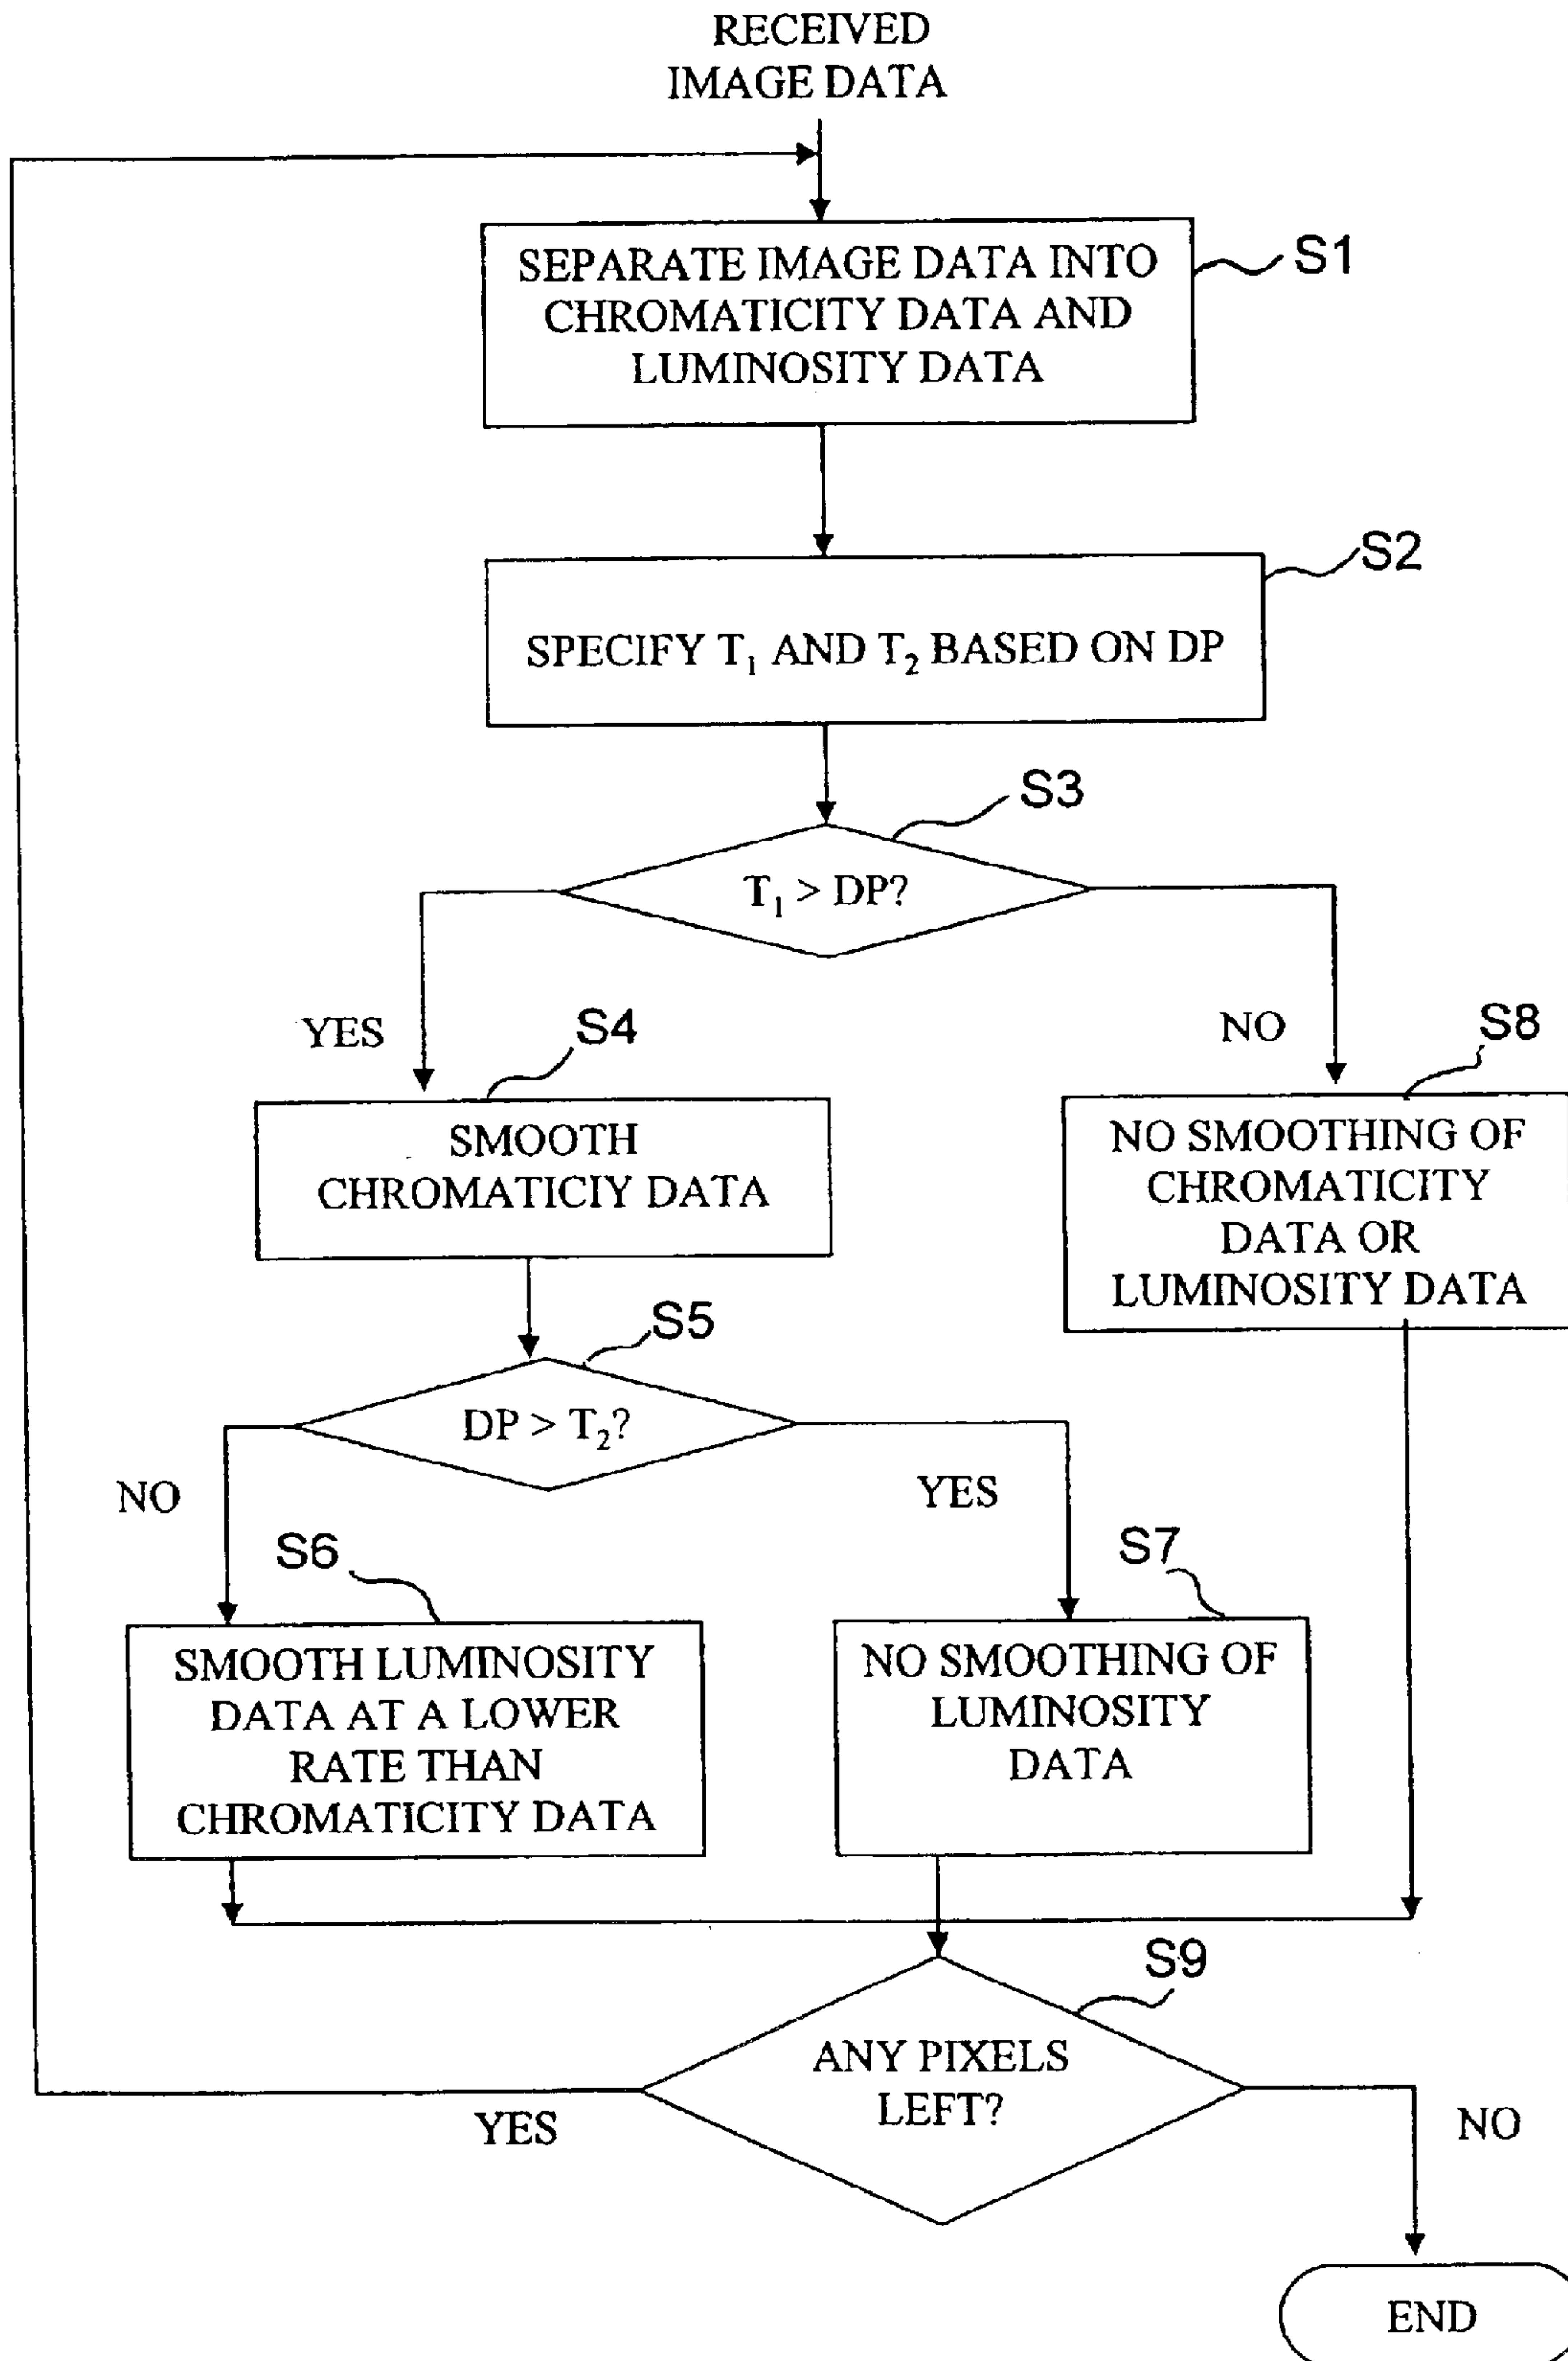 RECEIVED
IMAGE DATA
SEPARATE IMAGE DATA INTO
CHROMATICITY DATA AND
LUMINOSITY DATA
S1
S2
SPECIFY T₁ AND T₂ BASED ON DP
S3
T₁ > DP?
YES
S4
NO
S8
SMOOTH
CHROMATICIY DATA
NO SMOOTHING OF
CHROMATICITY
DATA OR
LUMINOSITY DATA
S5
DP > T₂?
NO
YES
S6
S7
SMOOTH LUMINOSITY
DATA AT A LOWER
RATE THAN
CHROMATICITY DATA
NO SMOOTHING OF
LUMINOSITY
DATA
S9
ANY PIXELS
LEFT?
YES
NO
END